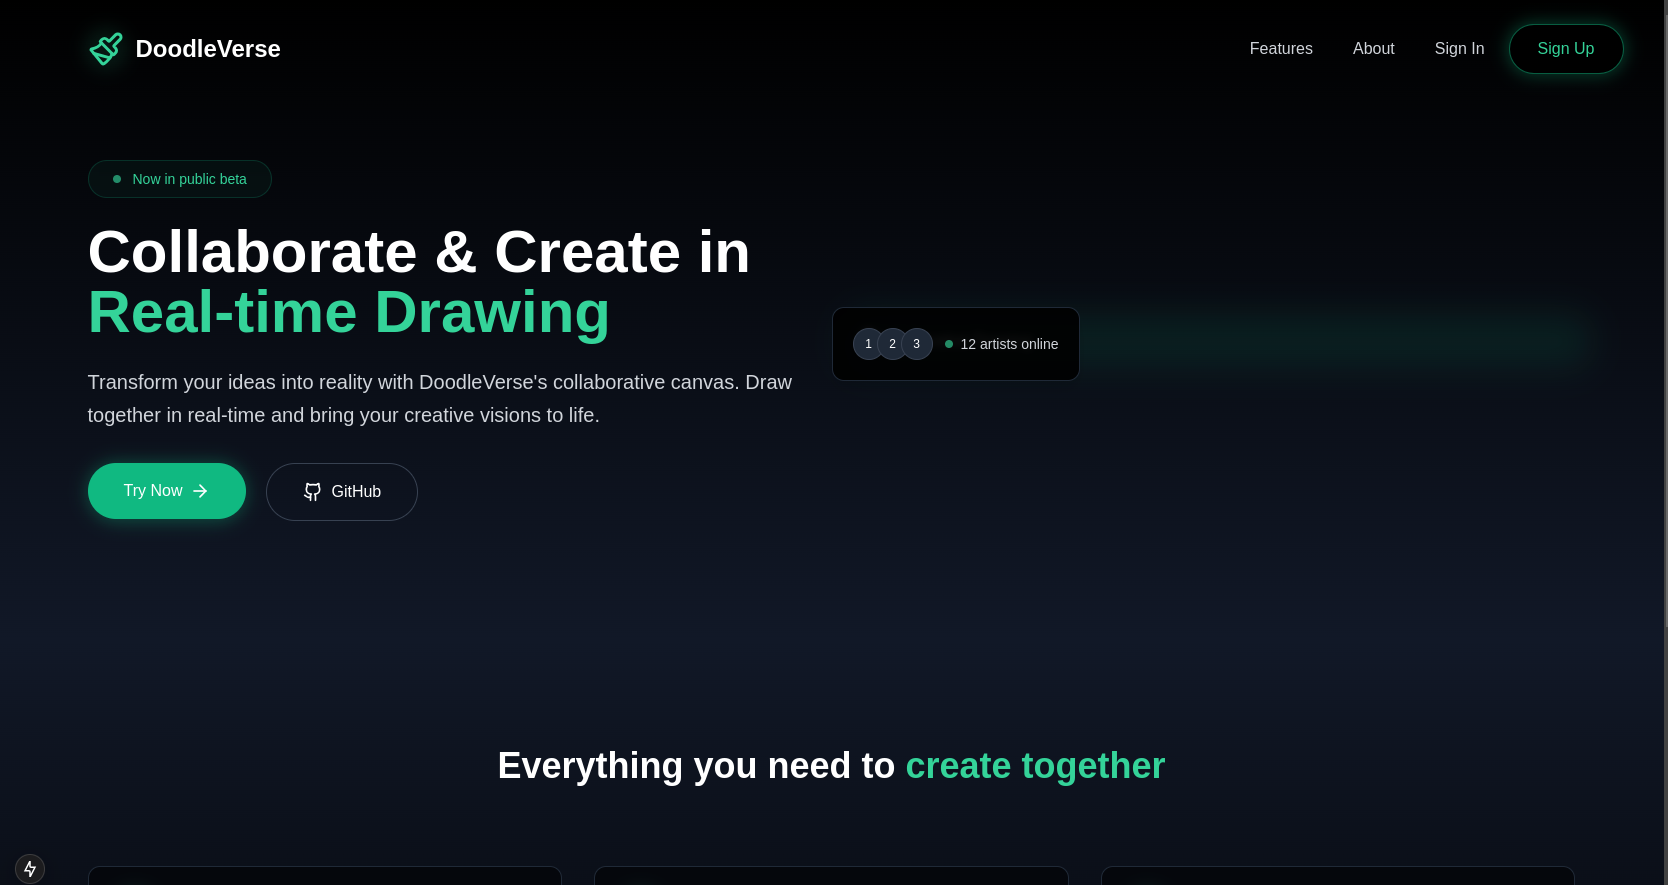 DoodleVerse
Features
About
Sign In
Sign Up
Now in public beta
Collaborate & Create in
Real-time Drawing
Transform your ideas into reality with DoodleVerse's collaborative canvas. Draw
together in real-time and bring your creative visions to life.
Try Now
GitHub
1 2 3 12 artists online
Everything you need to create together